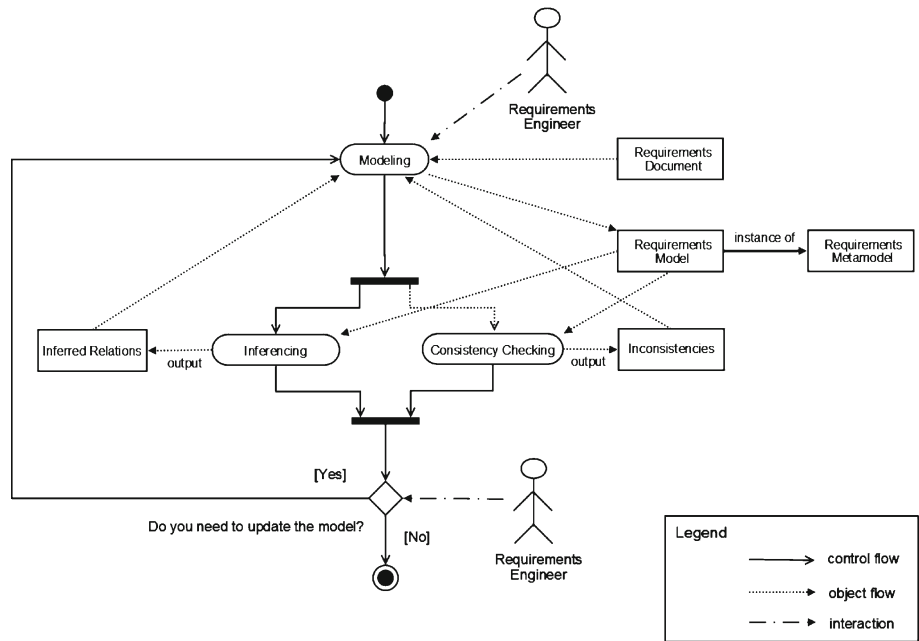 Requirements
Engineer
Modeling
Requirements
Document
Requirements
Model
instance of
Requirements
Metamodel
Inferred Relations
output
Inferencing
Consistency Checking
output
Inconsistencies
[Yes]
Do you need to update the model?
[No]
Requirements
Engineer
Legend
control flow
object flow
interaction